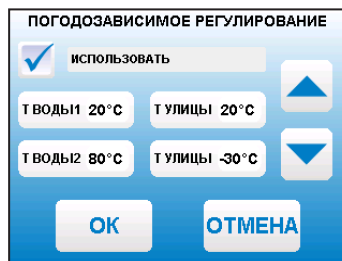 ПОГОДОЗАВИСИМОЕ РЕГУЛИРОВАНИЕ
ИСПОЛЬЗОВАТЬ
Т ВОДЫ1 20°C Т УЛИЦЫ 20°C
Т ВОДЫ2 80°C Т УЛИЦЫ -30°C
ОК ОТМЕНА